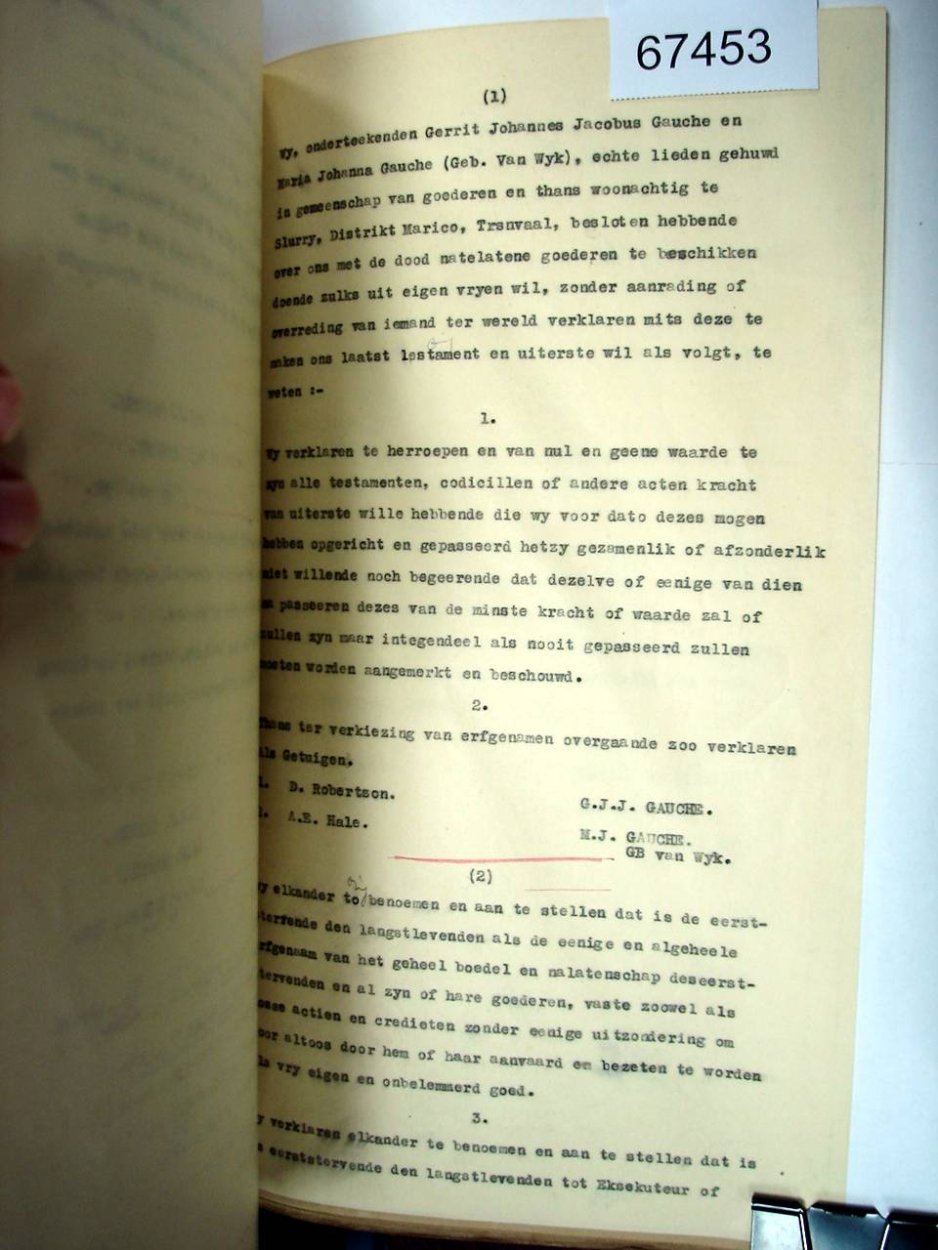 67453
(1)
Wy, onderteekenden Gerrit Johannes Jacobus Gauche en
Maria Johanna Gauche (Geb. Van Wyk), echte lieden gehuwd
in gemeenschap van goederen en thans woonachtig te
Slurry, Distrikt Marico, Trsnvaal, besloten hebbende
over ons met de dood natelatene goederen te beschikken
doende zulks uit eigen vryen wil, zonder aanrading of
overreding van iemand ter wereld verklaren mits deze te
maken ons laatst lestament en uiterste wil als volgt, te
weten :-
1.
Wy verklaren te herroepen en van nul en geene waarde te
zyn alle testamenten, codicillen of andere acten kracht
van uiterste wille hebbende die wy voor dato dezes mogen
hebben opgericht en gepasseerd hetzy gezamenlik of afzonderlik
niet willende noch begeerende dat dezelve of eenige van dien
na passeeren dezes van de minste kracht of waarde zal of
zullen zyn maar integendeel als nooit gepasseerd zullen
moeten worden aangemerkt en beschouwd.
2.
Thans ter verkiezing van erfgenamen overgaande zoo verklaren
Als Getuigen.
1. D. Robertson.
G.J.J. GAUCHE.
2. A.E. Hale.
M.J. GAUCHE.
GB van Wyk.
(2)
wy elkander to benoemen en aan te stellen dat is de eerst-
stervende den langstlevenden als de eenige en algeheele
erfgenaam van het geheel boedel en nalatenschap deseerst-
stervenden en al zyn of hare goederen, vaste zoowel als
losse actien en credieten zonder eenige uitzondering om
voor altoos door hem of haar aanvaard en bezeten te worden
als vry eigen en onbelemmerd goed.
3.
Wy verklaren elkander te benoemen en aan te stellen dat is
de eerststervende den langstlevenden tot Eksekuteur of